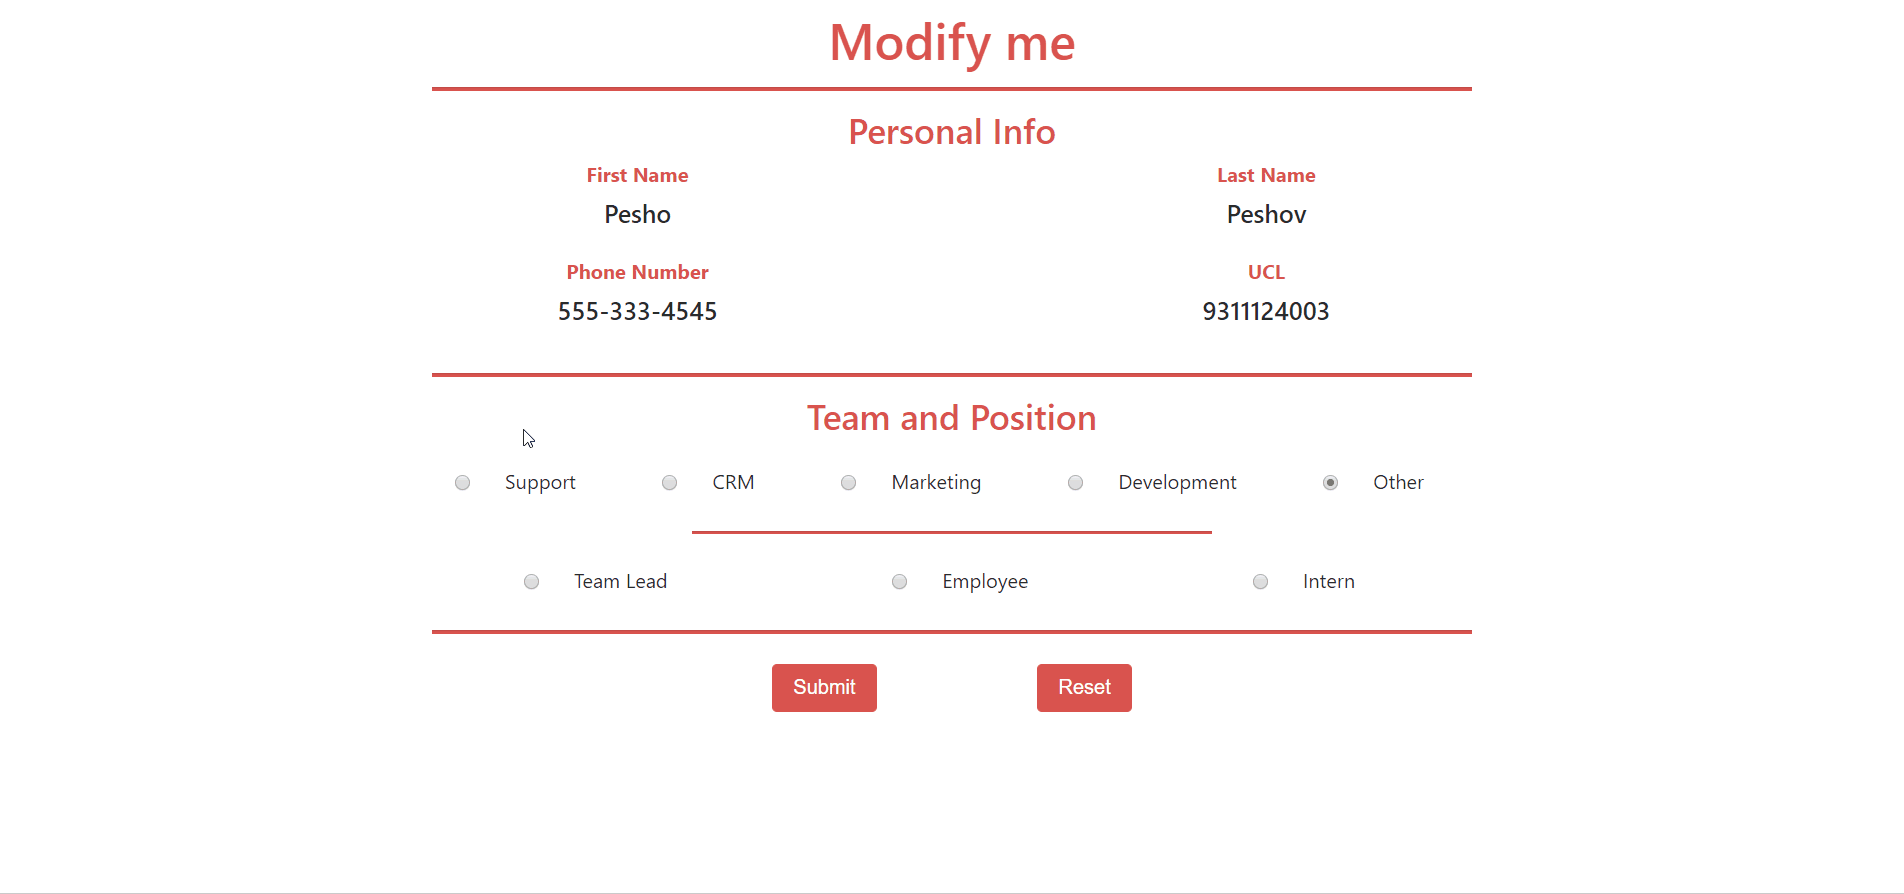 Modify me
Personal Info
First Name Last Name
Pesho Peshov
Phone Number UCL
555-333-4545 9311124003
Team and Position
Support CRM Marketing Development Other
Team Lead Employee Intern
Submit Reset